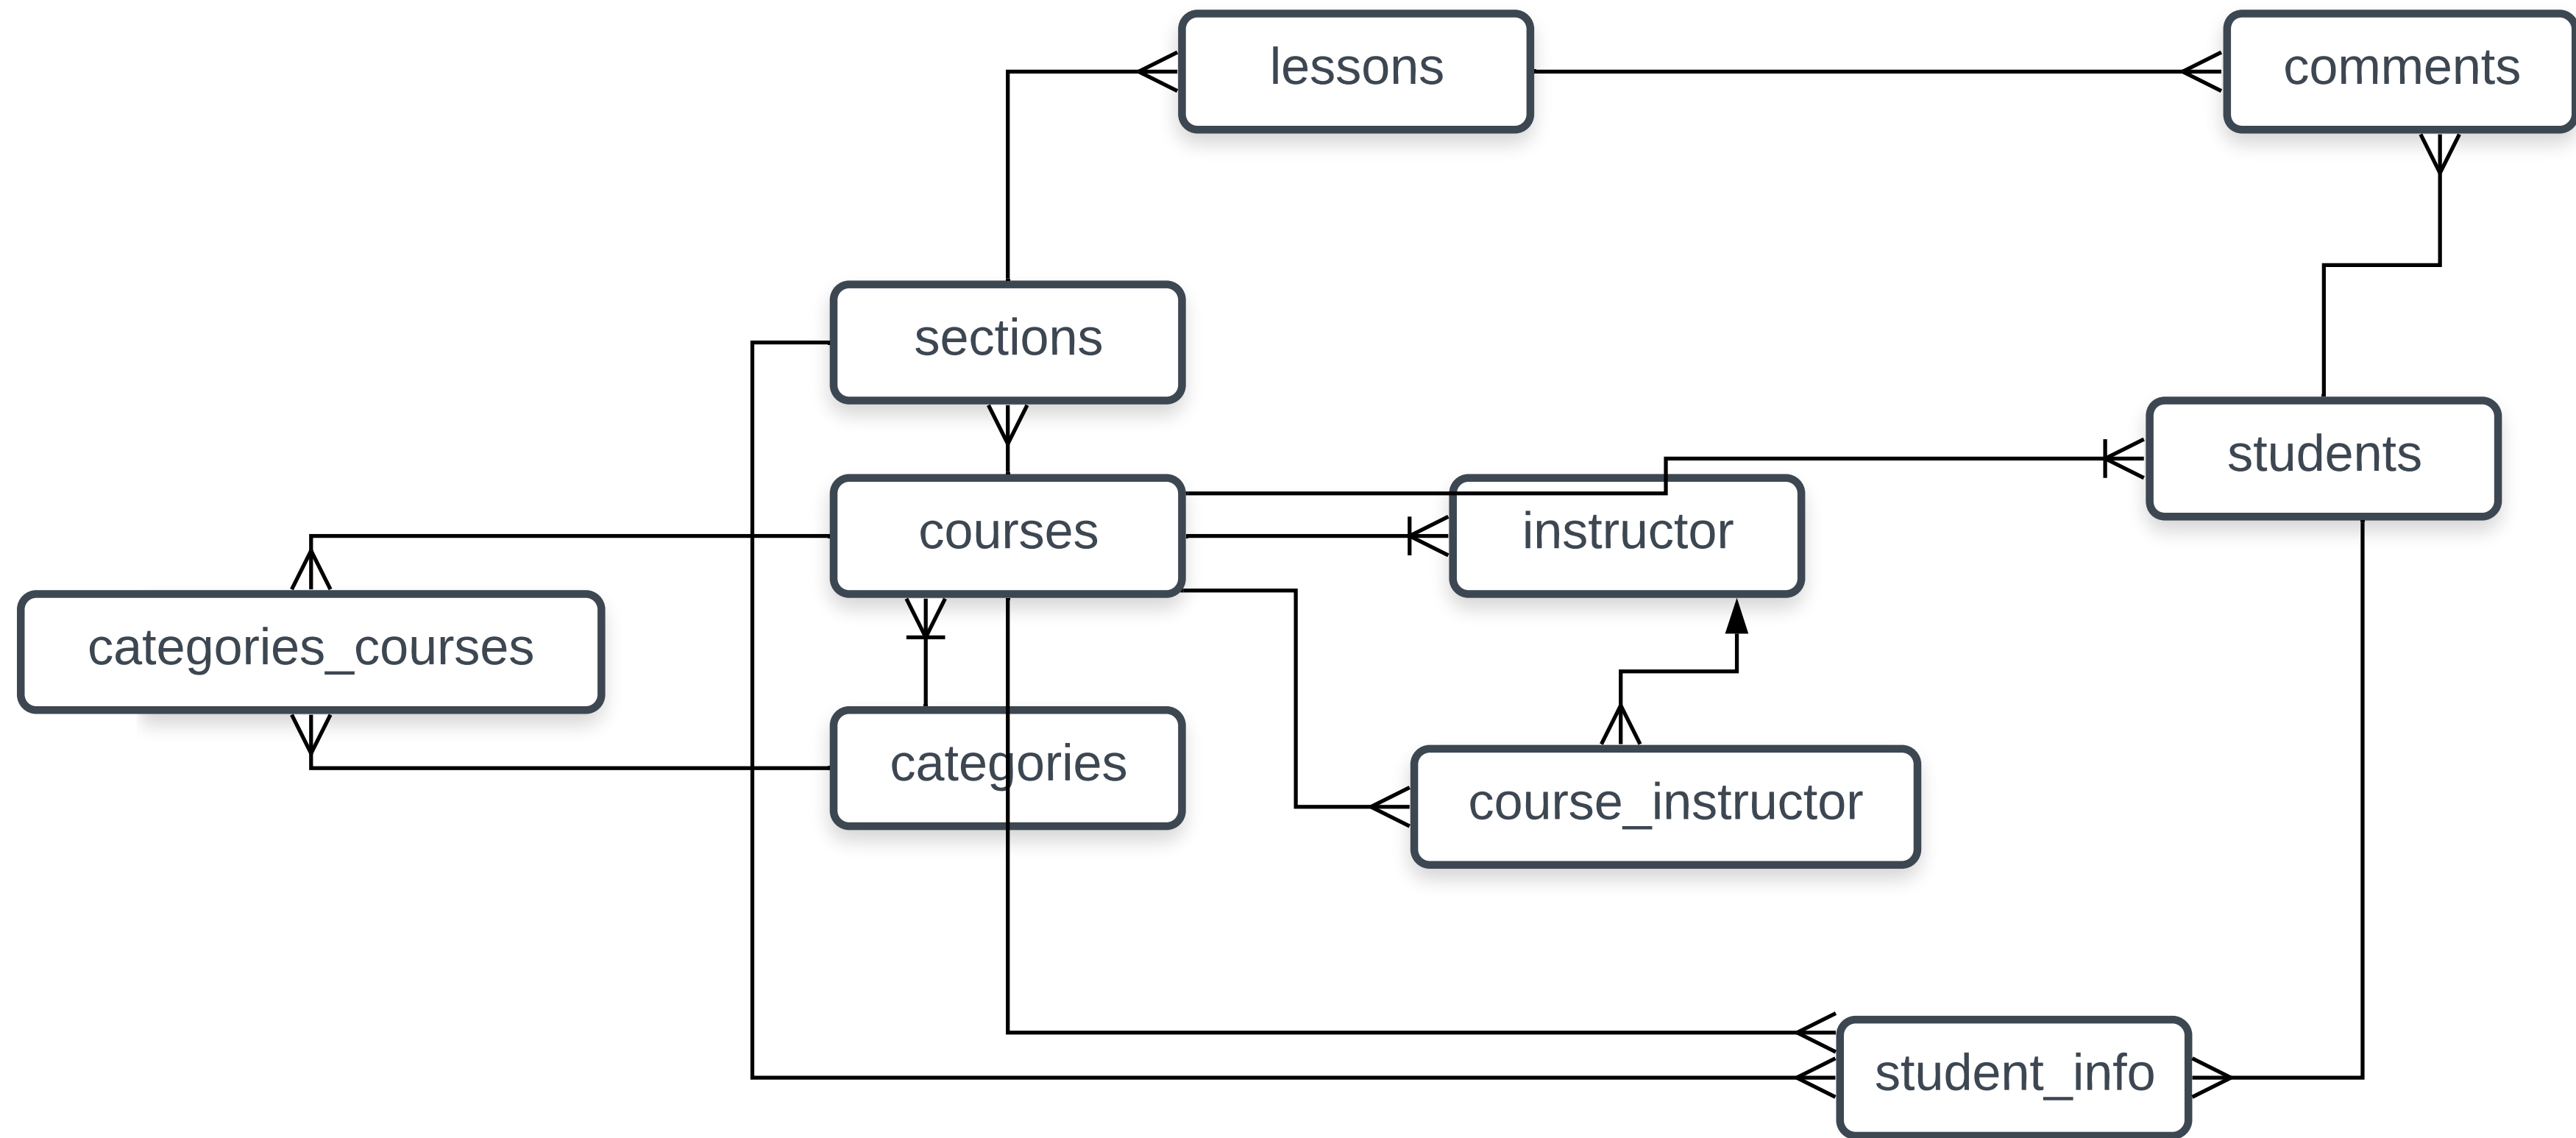 lessons
comments
sections
students
courses
instructor
categories_courses
categories
course_instructor
student_info